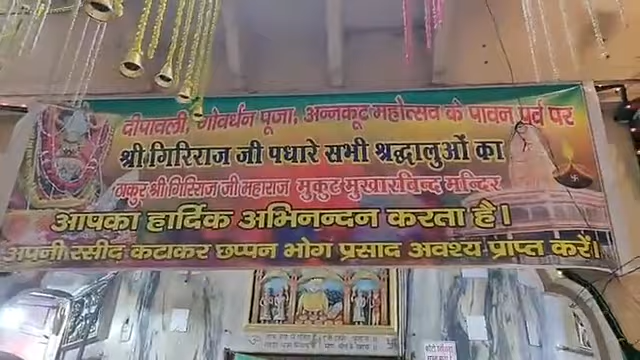 दीपावली, गोवर्धन पूजा, अन्नकूट महोत्सव के पावन पर्व पर
श्री गिरिराज जी पधारे सभी श्रद्धालुओं का
ठाकुर श्री गिरिराज जी महाराज मुकुट मुखारविन्द मन्दिर
आपका हार्दिक अभिनन्दन करता है।
अपनी रसीद कटाकर छप्पन भोग प्रसाद अवश्य प्राप्त करें।